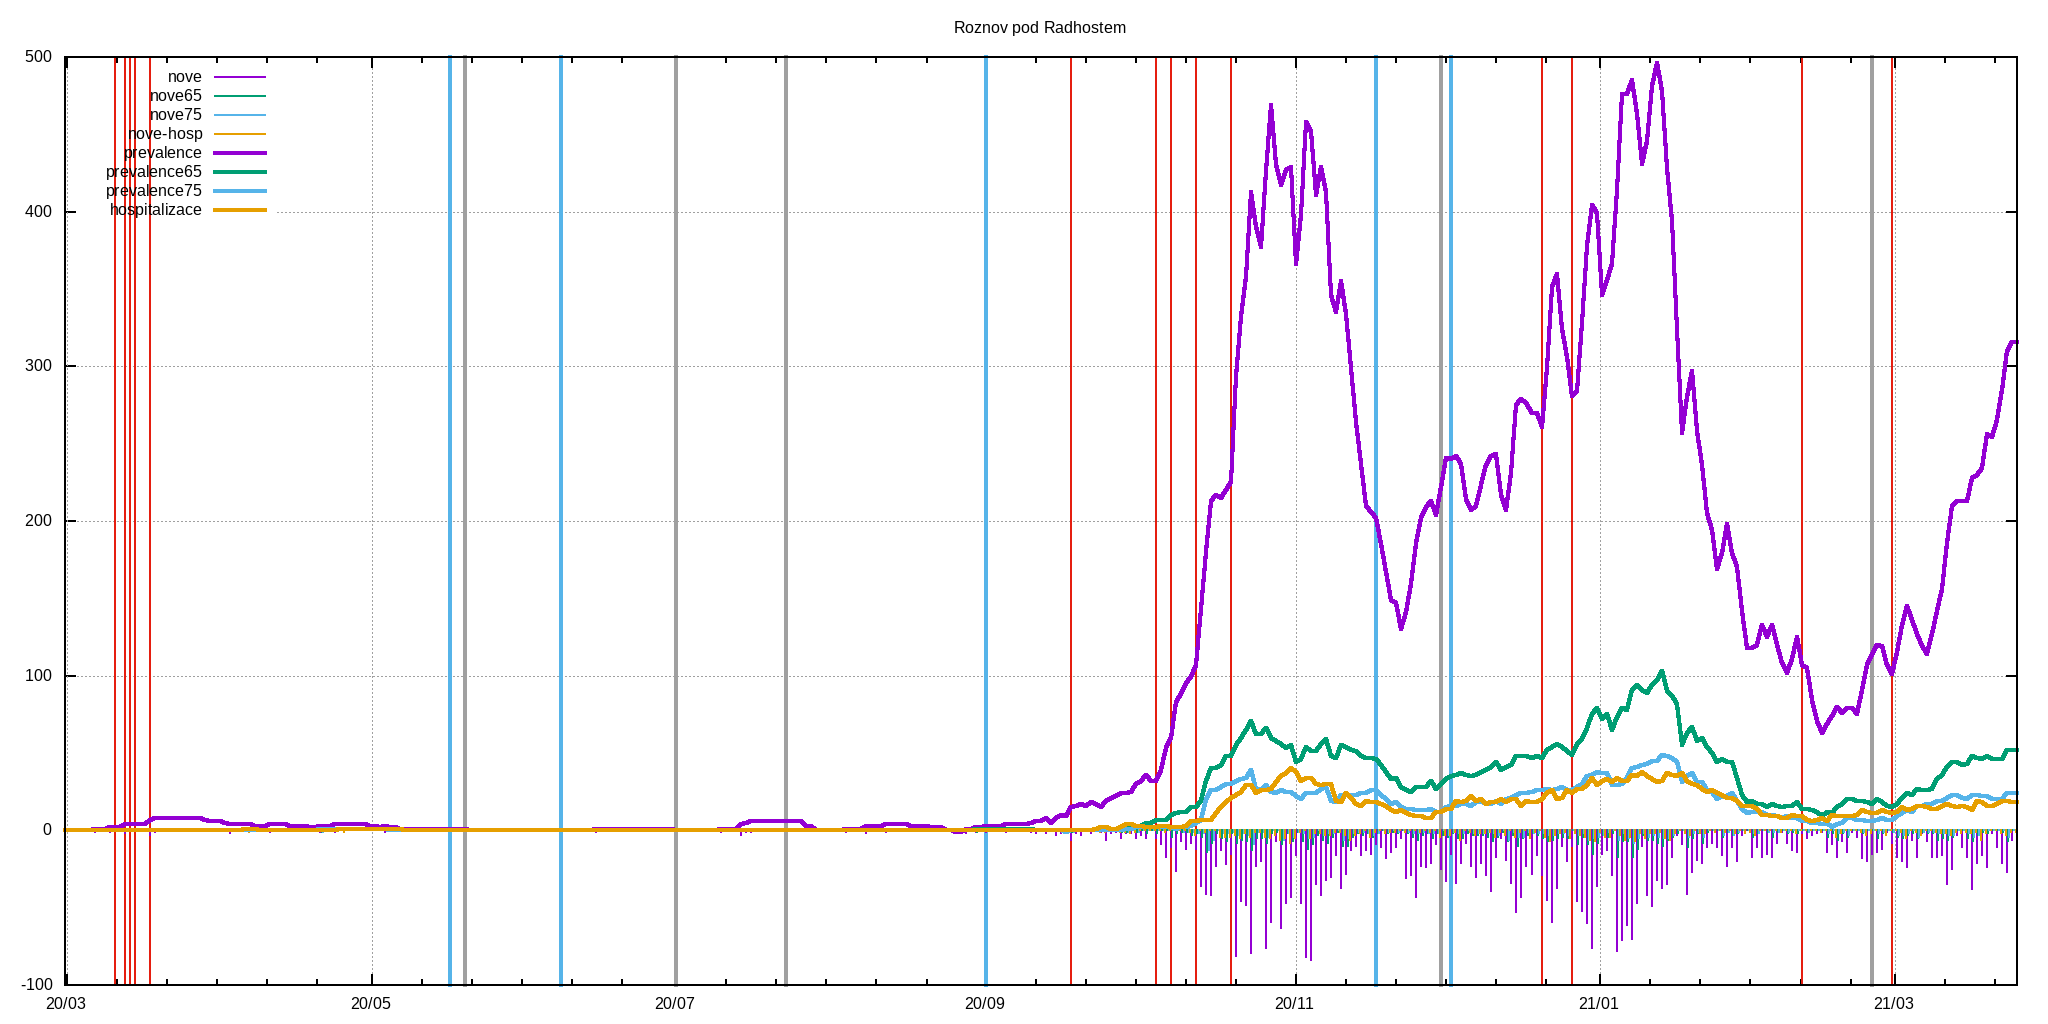 Roznov pod Radhostem
500
nove
nove65
nove75
nove-hosp
prevalence
prevalence65
prevalence75
hospitalizace
400
300
200
100
0
-100
20/03 20/05 20/07 20/09 20/11 21/01 21/03